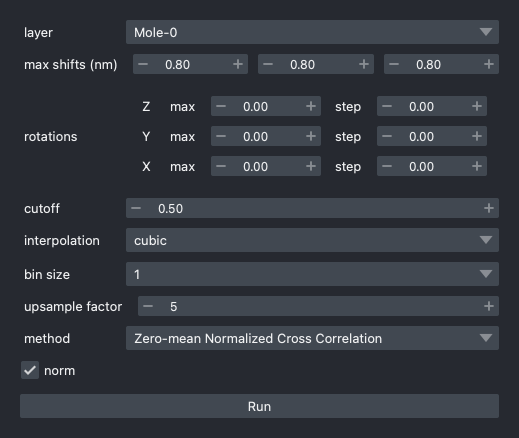 layer Mole-0
max shifts (nm) − 0.80 + − 0.80 + − 0.80 +
Z max − 0.00 + step − 0.00 +
rotations Y max − 0.00 + step − 0.00 +
X max − 0.00 + step − 0.00 +
cutoff − 0.50 +
interpolation cubic
bin size 1
upsample factor − 5 +
method Zero-mean Normalized Cross Correlation
norm
Run